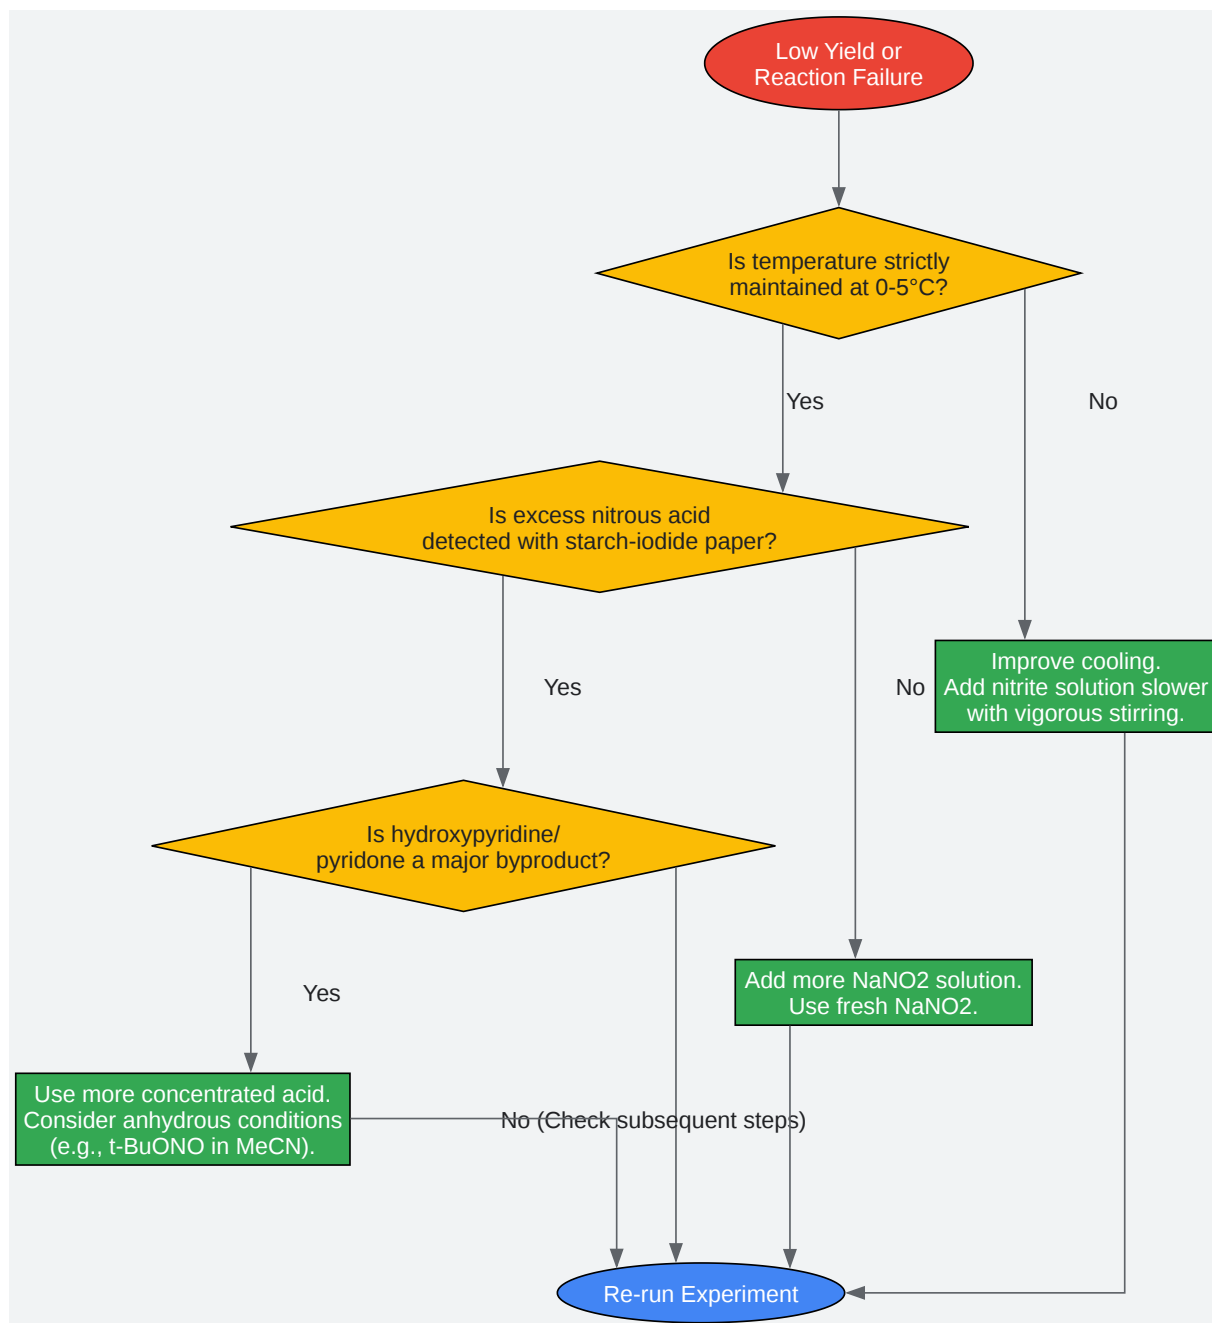 Low Yield or
Reaction Failure
Is temperature strictly
maintained at 0-5°C?
Yes
No
Is excess nitrous acid
detected with starch-iodide paper?
Yes
No
Improve cooling.
Add nitrite solution slower
with vigorous stirring.
Is hydroxypyridine/
pyridone a major byproduct?
Yes
Add more NaNO2 solution.
Use fresh NaNO2.
Use more concentrated acid.
Consider anhydrous conditions
(e.g., t-BuONO in MeCN).
No (Check subsequent steps)
Re-run Experiment